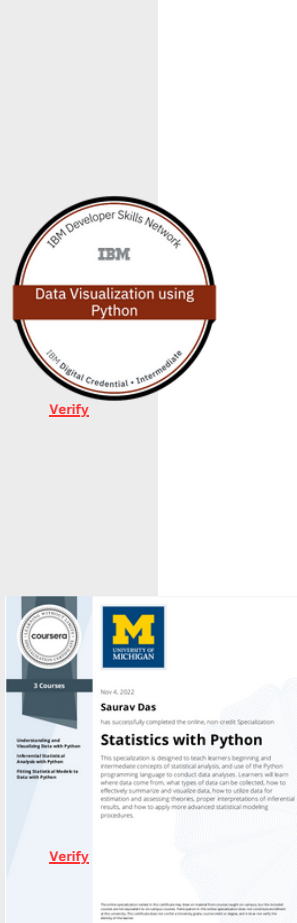 IBM Developer Skills Network
IBM
Data Visualization using
Python
IBM Digital Credential • Intermediate
Verify
coursera
3 Courses
Understanding and
Visualizing Data with Python
Inferential Statistical
Analysis with Python
Fitting Statistical Models to
Data with Python
M
UNIVERSITY OF
MICHIGAN
Nov 4, 2022
Saurav Das
has successfully completed the online, non-credit Specialization
Statistics with Python
This specialization is designed to teach learners beginning and
intermediate concepts of statistical analysis, and use of the Python
programming language to conduct data analyses. Learners will learn
where data come from, what types of data can be collected, how to
effectively summarize and visualize data, how to utilize data for
estimation and assessing theories, proper interpretations of inferential
results, and how to apply more advanced statistical modeling
procedures.
Verify